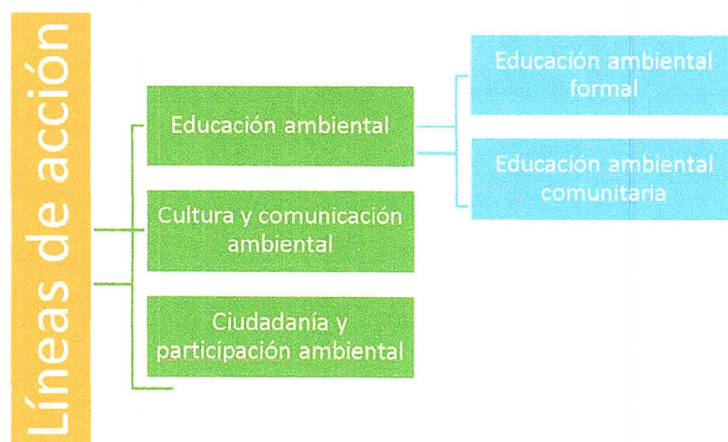 Líneas de acción
Educación ambiental
Educación ambiental
formal
Educación ambiental
comunitaria
Cultura y comunicación
ambiental
Ciudadanía y
participación ambiental